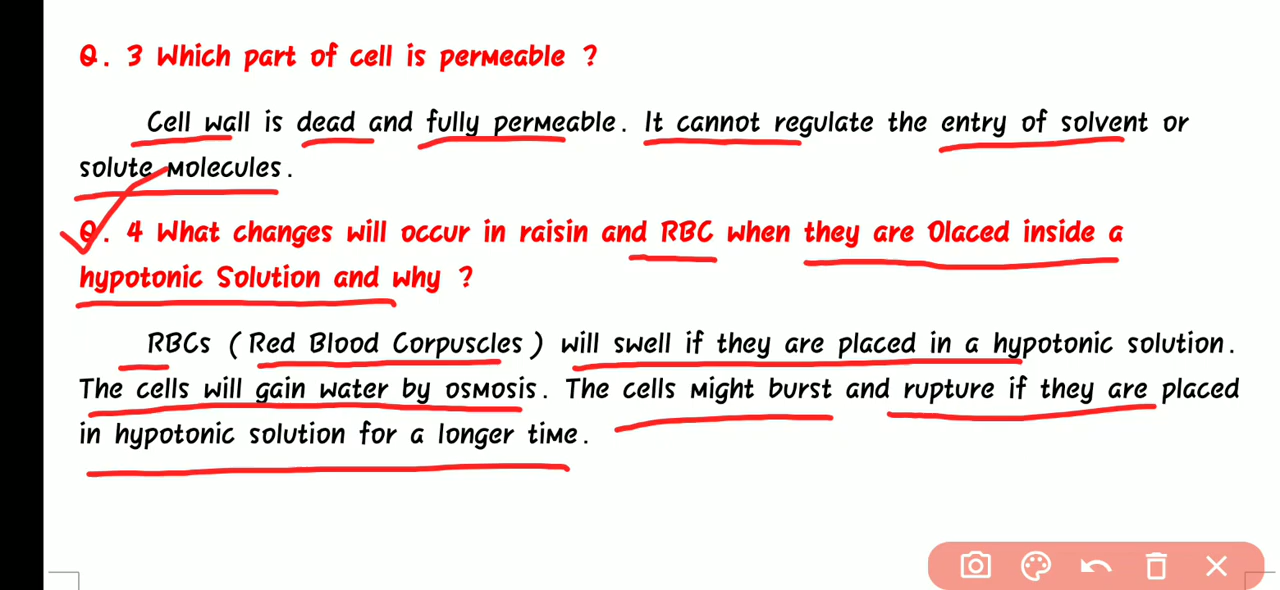 Q. 3 Which part of cell is permeable ?
Cell wall is dead and fully permeable. It cannot regulate the entry of solvent or
solute molecules.
Q. 4 What changes will occur in raisin and RBC when they are Olaced inside a
hypotonic Solution and why ?
RBCs (Red Blood Corpuscles) will swell if they are placed in a hypotonic solution.
The cells will gain water by osmosis. The cells might burst and rupture if they are placed
in hypotonic solution for a longer time.